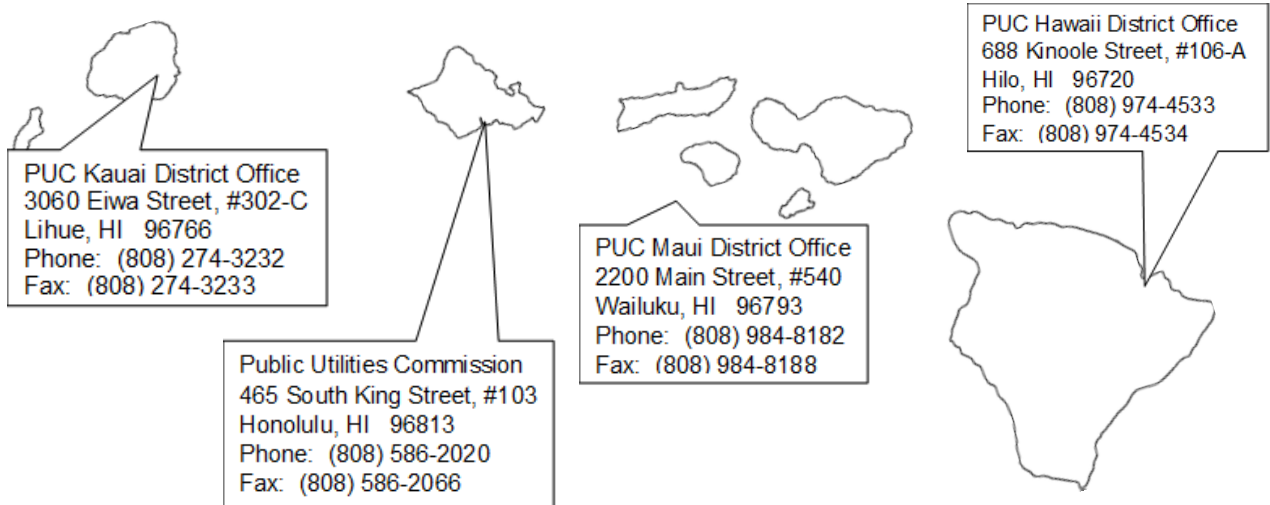 PUC Kauai District Office
3060 Eiwa Street, #302-C
Lihue, HI 96766
Phone: (808) 274-3232
Fax: (808) 274-3233
Public Utilities Commission
465 South King Street, #103
Honolulu, HI 96813
Phone: (808) 586-2020
Fax: (808) 586-2066
PUC Maui District Office
2200 Main Street, #540
Wailuku, HI 96793
Phone: (808) 984-8182
Fax: (808) 984-8188
PUC Hawaii District Office
688 Kinoole Street, #106-A
Hilo, HI 96720
Phone: (808) 974-4533
Fax: (808) 974-4534